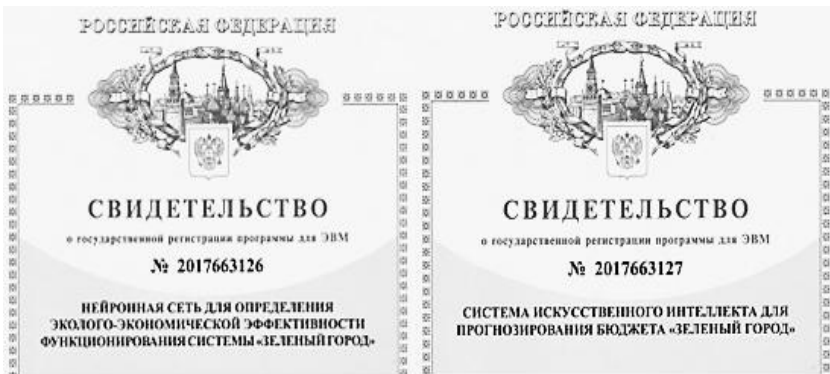 РОССИЙСКАЯ ФЕДЕРАЦИЯ
СВИДЕТЕЛЬСТВО
о государственной регистрации программы для ЭВМ
№ 2017663126
НЕЙРОННАЯ СЕТЬ ДЛЯ ОПРЕДЕЛЕНИЯ
ЭКОЛОГО-ЭКОНОМИЧЕСКОЙ ЭФФЕКТИВНОСТИ
ФУНКЦИОНИРОВАНИЯ СИСТЕМЫ «ЗЕЛЕНЫЙ ГОРОД»
РОССИЙСКАЯ ФЕДЕРАЦИЯ
СВИДЕТЕЛЬСТВО
о государственной регистрации программы для ЭВМ
№ 2017663127
СИСТЕМА ИСКУССТВЕННОГО ИНТЕЛЛЕКТА ДЛЯ
ПРОГНОЗИРОВАНИЯ БЮДЖЕТА «ЗЕЛЕНЫЙ ГОРОД»